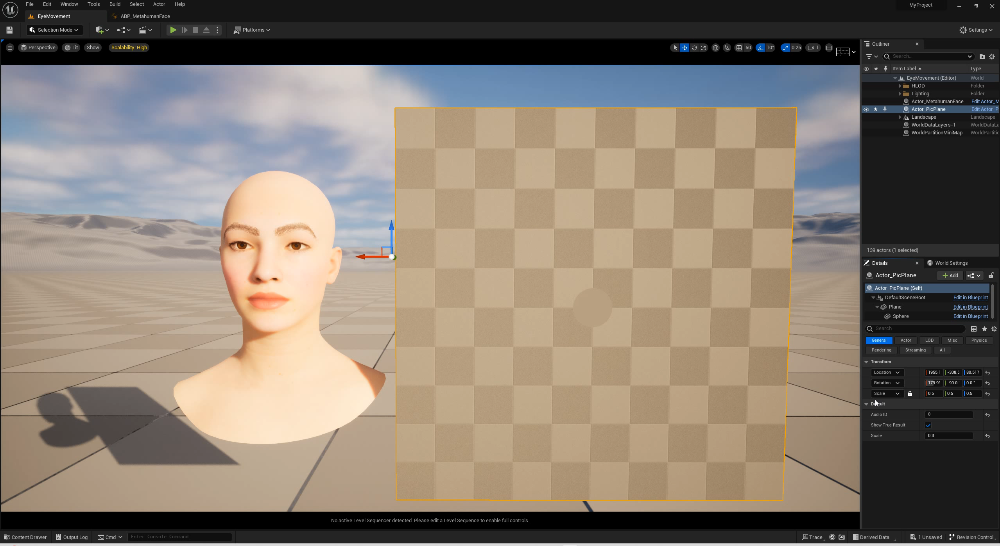 File Edit Window Tools Build Select Actor Help
MyProject
EyeMovement
ABP_MetahumanFace
Selection Mode
Platforms
Settings
Perspective Lit Show Scalability: High
50 10° 0.25 1
Outliner
Search...
Item Label Type
EyeMovement (Editor) World
HLOD Folder
Lighting Folder
Actor_MetahumanFace Edit Actor_M
Actor_PicPlane Edit Actor_P
Landscape Landscape
WorldDataLayers-1 WorldDataLa
WorldPartitionMiniMap WorldPartitic
139 actors (1 selected)
Details World Settings
Actor_PicPlane Add
Actor_PicPlane (Self)
DefaultSceneRoot Edit in Blueprint
Plane Edit in Blueprint
Sphere Edit in Blueprint
Search
General Actor LOD Misc Physics
Rendering Streaming All
Transform
Location 1955.1 -308.5 80.517
Rotation 179.99 -90.0 ° 0.0 °
Scale 0.5 0.5 0.5
Default
Audio ID 0
Show True Result
Scale 0.3
No active Level Sequencer detected. Please edit a Level Sequence to enable full controls.
Content Drawer Output Log Cmd Enter Console Command
Trace Derived Data 1 Unsaved Revision Control